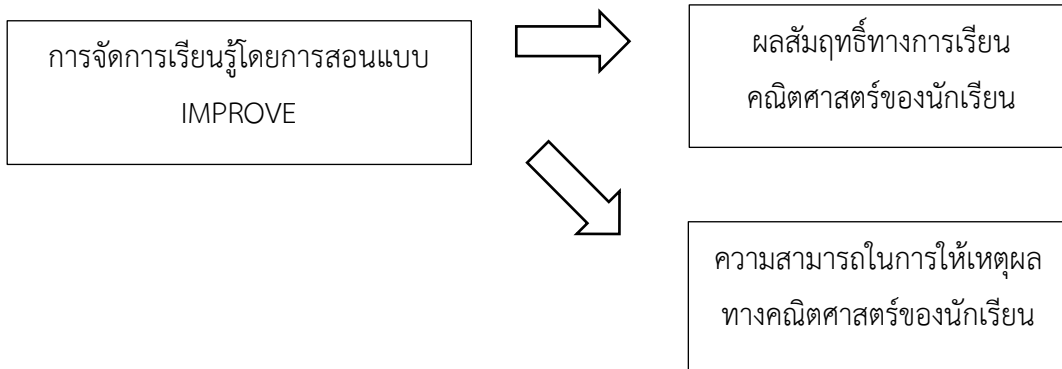 การจัดการเรียนรู้โดยการสอนแบบ
IMPROVE
ผลสัมฤทธิ์ทางการเรียน
คณิตศาสตร์ของนักเรียน
ความสามารถในการให้เหตุผล
ทางคณิตศาสตร์ของนักเรียน